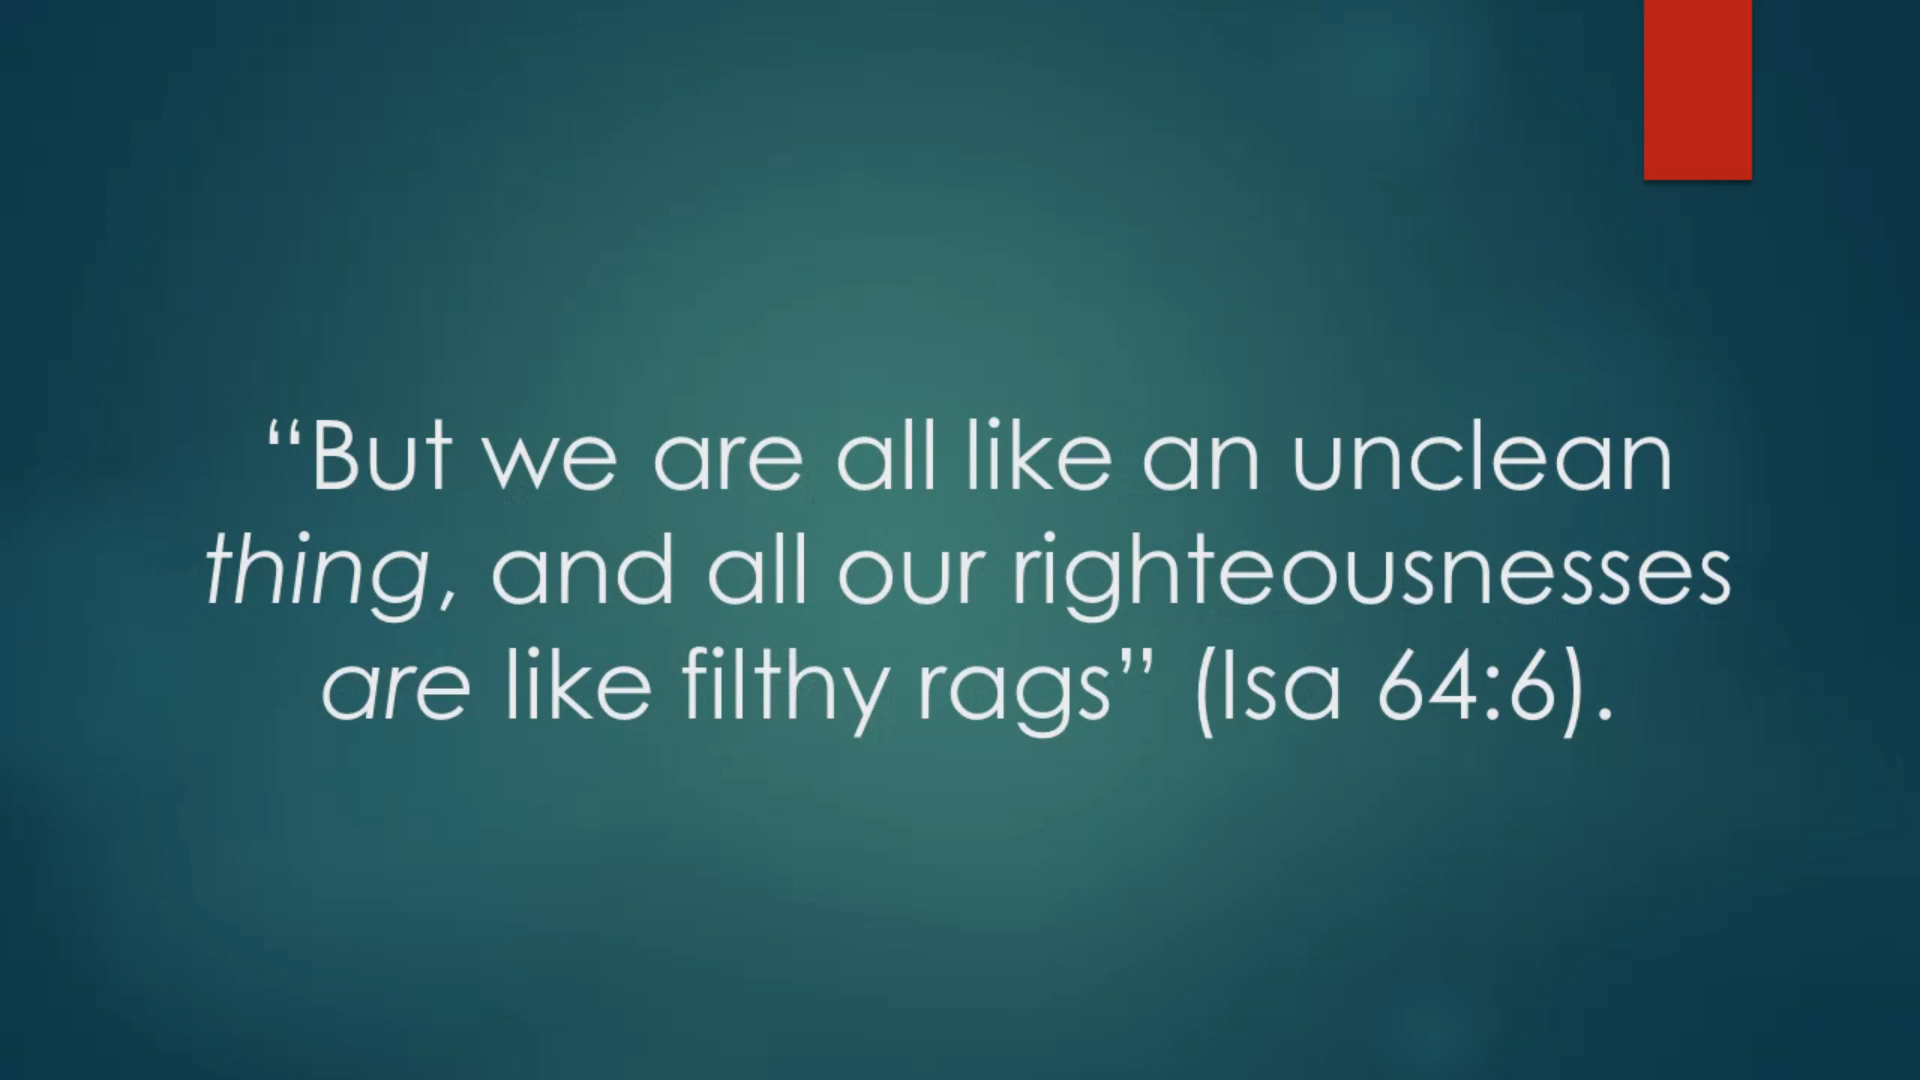 “But we are all like an unclean
thing, and all our righteousnesses
are like filthy rags” (Isa 64:6).